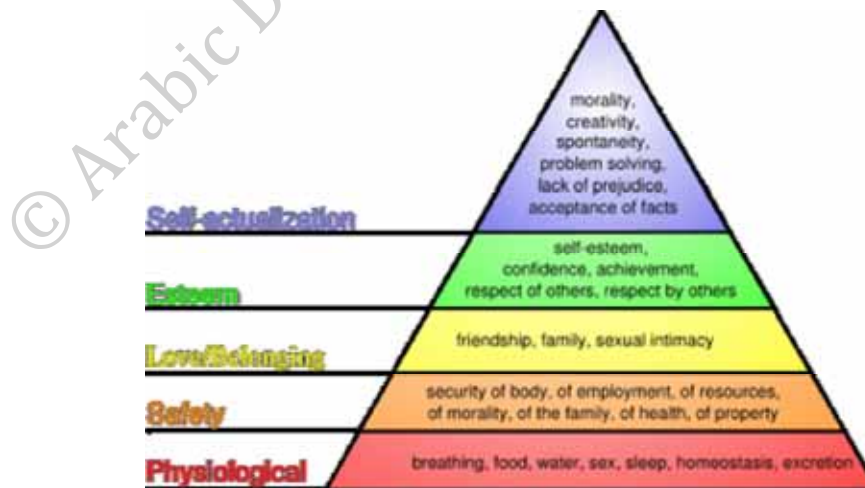 © Arabic D
morality,
creativity,
spontaneity,
problem solving,
lack of prejudice,
acceptance of facts
Self-actualization
self-esteem,
confidence, achievement,
respect of others, respect by others
Esteem
friendship, family, sexual intimacy
Love/Belonging
security of body, of employment, of resources,
of morality, of the family, of health, of property
Safety
breathing, food, water, sex, sleep, homeostasis, excretion
Physiological